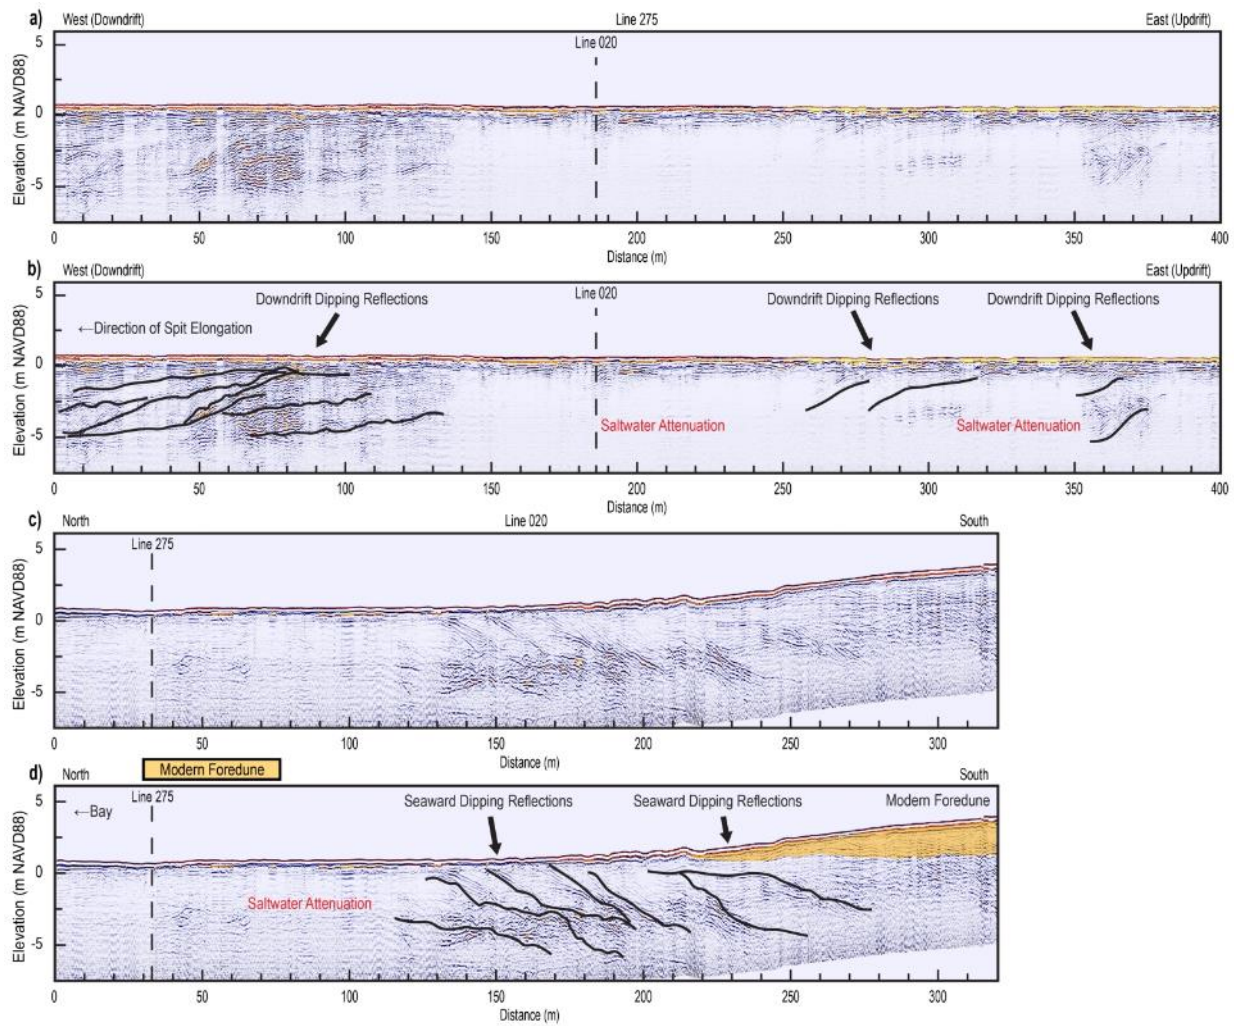 a) West (Downdrift) Line 275 East (Updrift)
5
Line 020
Elevation (m NAVD88)
0
-5
0 50 100 150 200 250 300 350 400
Distance (m)
b) West (Downdrift) East (Updrift)
5
Downdrift Dipping Reflections Line 020 Downdrift Dipping Reflections Downdrift Dipping Reflections
←Direction of Spit Elongation
Elevation (m NAVD88)
0
Saltwater Attenuation Saltwater Attenuation
-5
0 50 100 150 200 250 300 350 400
Distance (m)
c) North Line 020 South
5
Line 275
Elevation (m NAVD88)
0
-5
0 50 100 150 200 250 300
Distance (m)
Modern Foredune
d) North South
5
Line 275 Seaward Dipping Reflections Seaward Dipping Reflections Modern Foredune
←Bay
Elevation (m NAVD88)
0
Saltwater Attenuation
-5
0 50 100 150 200 250 300
Distance (m)